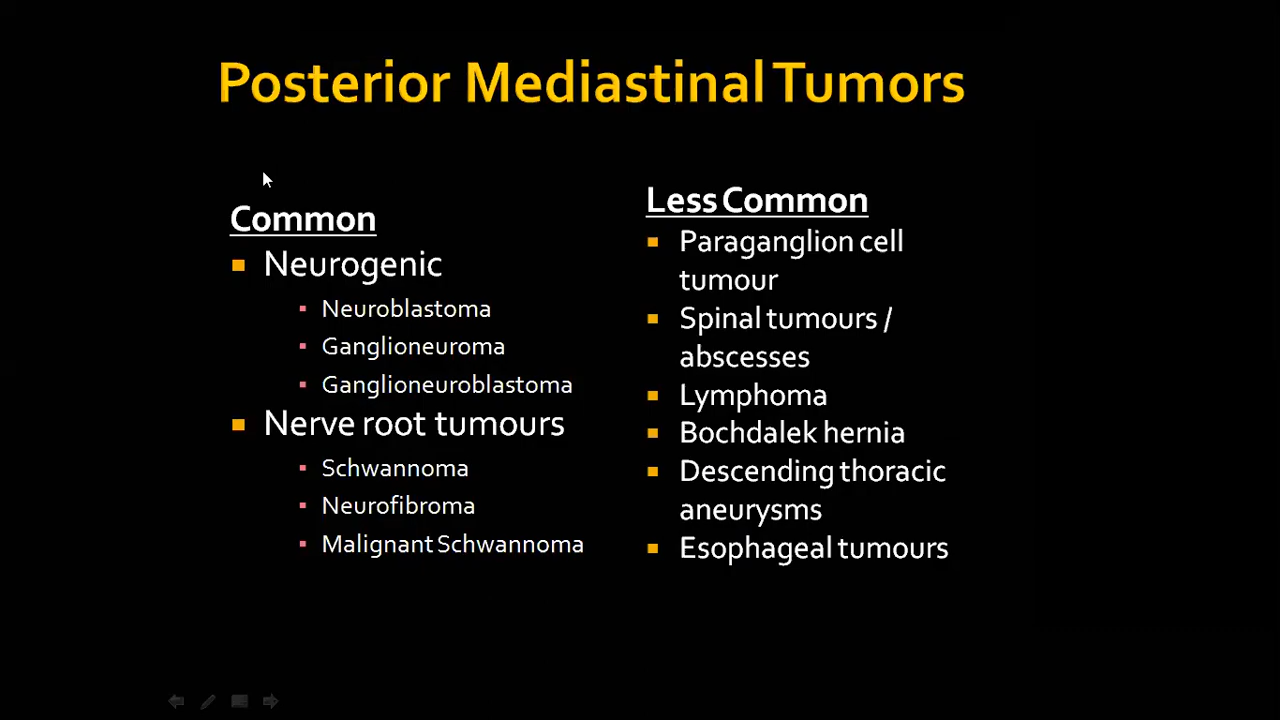 Posterior Mediastinal Tumors
Common
Neurogenic
Neuroblastoma
Ganglioneuroma
Ganglioneuroblastoma
Nerve root tumours
Schwannoma
Neurofibroma
Malignant Schwannoma
Less Common
Paraganglion cell
tumour
Spinal tumours /
abscesses
Lymphoma
Bochdalek hernia
Descending thoracic
aneurysms
Esophageal tumours